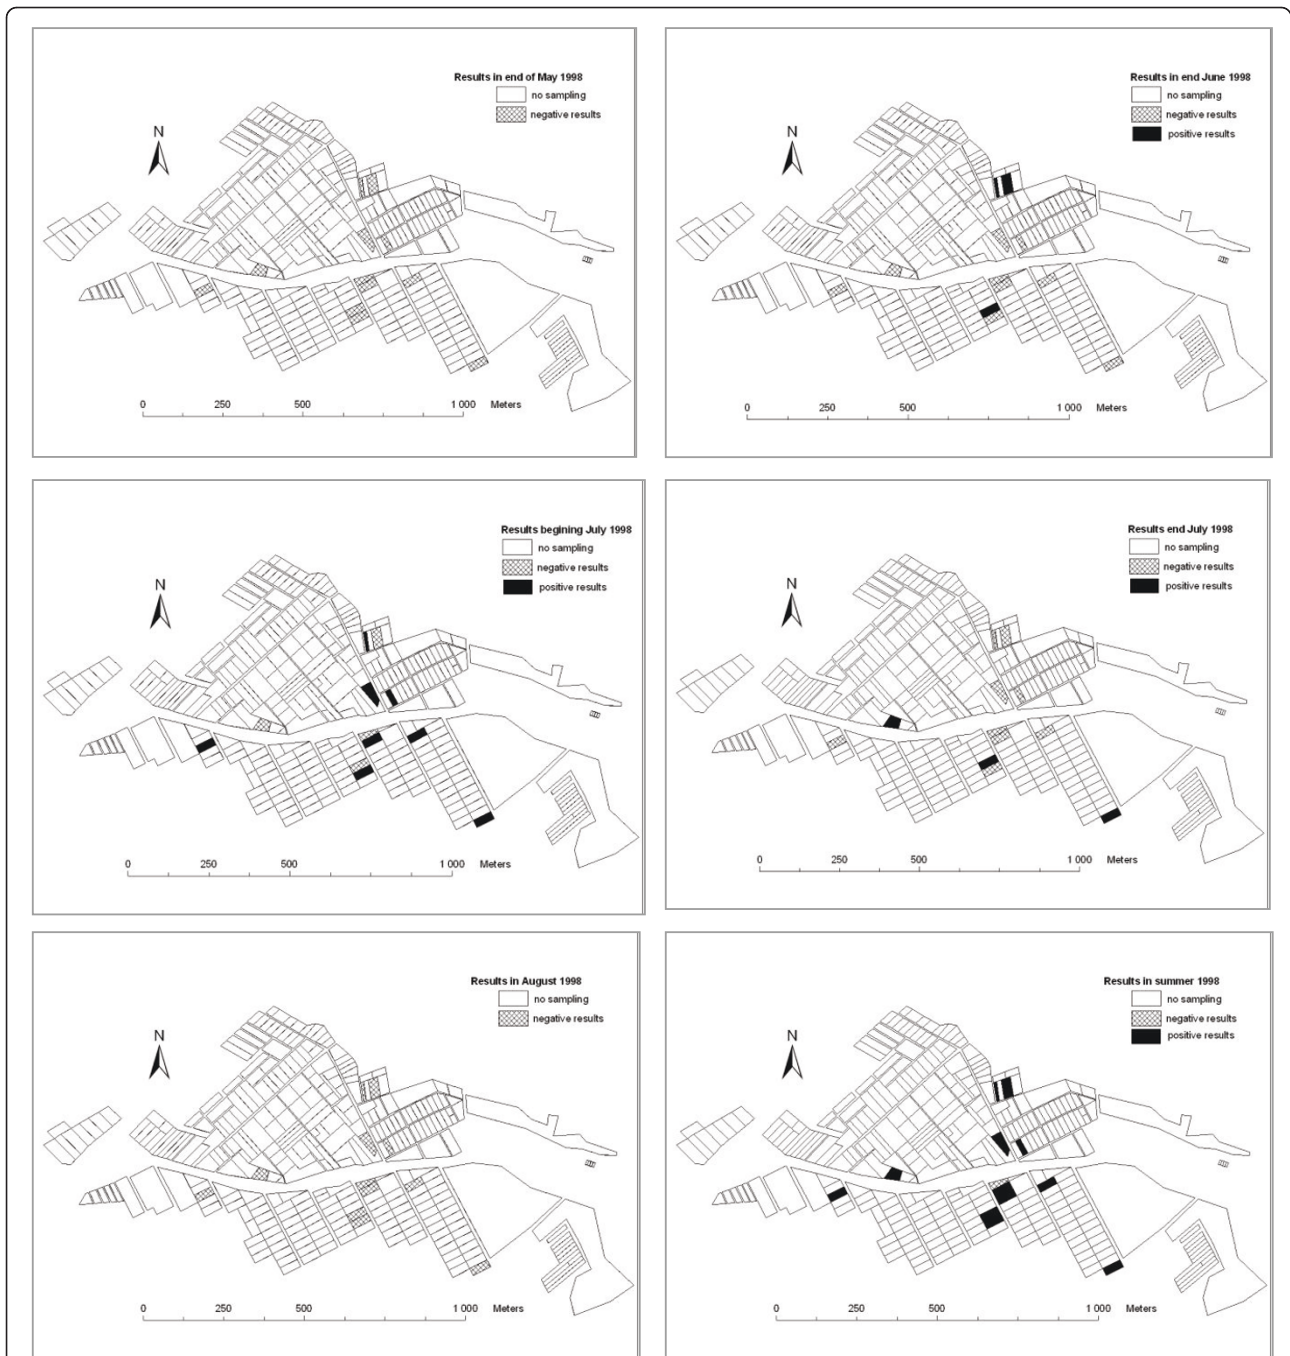 Results in end of May 1998
no sampling
negative results
N
0 250 500 1 000 Meters
Results in end June 1998
no sampling
negative results
positive results
N
0 250 500 1 000 Meters
Results begining July 1998
no sampling
negative results
positive results
N
0 250 500 1 000 Meters
Results end July 1998
no sampling
negative results
positive results
N
0 250 500 1 000 Meters
Results in August 1998
no sampling
negative results
N
0 250 500 1 000 Meters
Results in summer 1998
no sampling
negative results
positive results
N
0 250 500 1 000 Meters